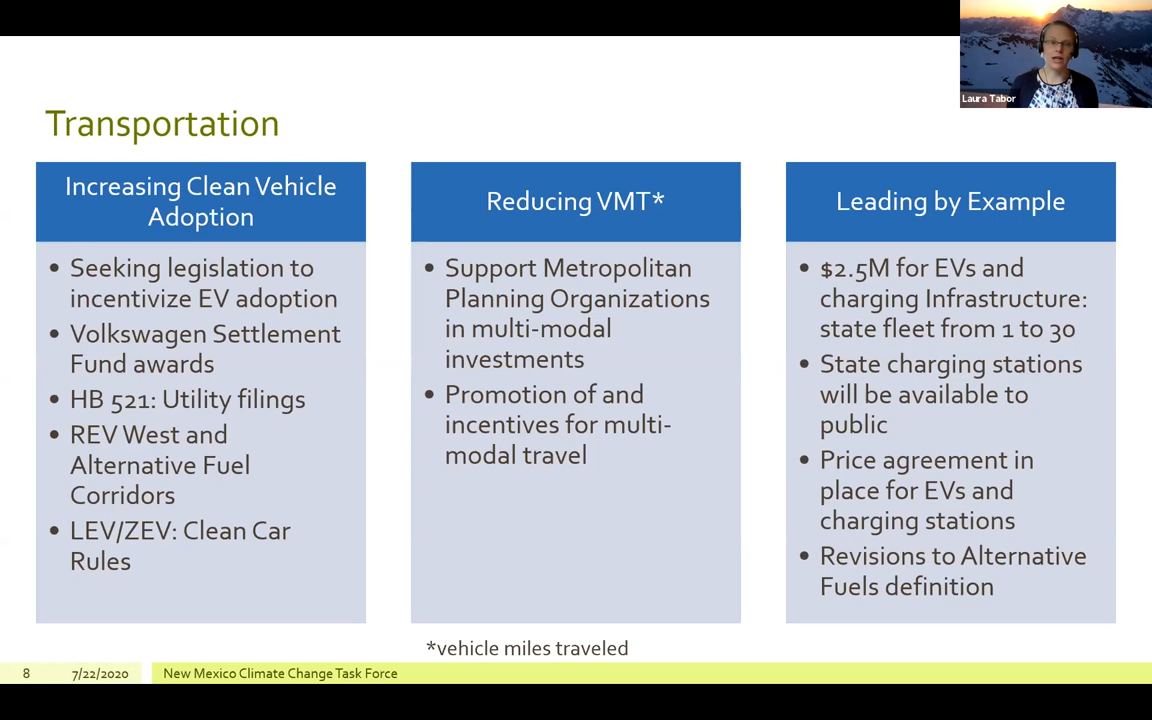 Laura Tabor
Transportation
Increasing Clean Vehicle
Adoption
• Seeking legislation to
incentivize EV adoption
• Volkswagen Settlement
Fund awards
• HB 521: Utility filings
• REV West and
Alternative Fuel
Corridors
• LEV/ZEV: Clean Car
Rules
Reducing VMT*
• Support Metropolitan
Planning Organizations
in multi-modal
investments
• Promotion of and
incentives for multi-
modal travel
Leading by Example
• $2.5M for EVs and
charging Infrastructure:
state fleet from 1 to 30
• State charging stations
will be available to
public
• Price agreement in
place for EVs and
charging stations
• Revisions to Alternative
Fuels definition
*vehicle miles traveled
8 7/22/2020 New Mexico Climate Change Task Force